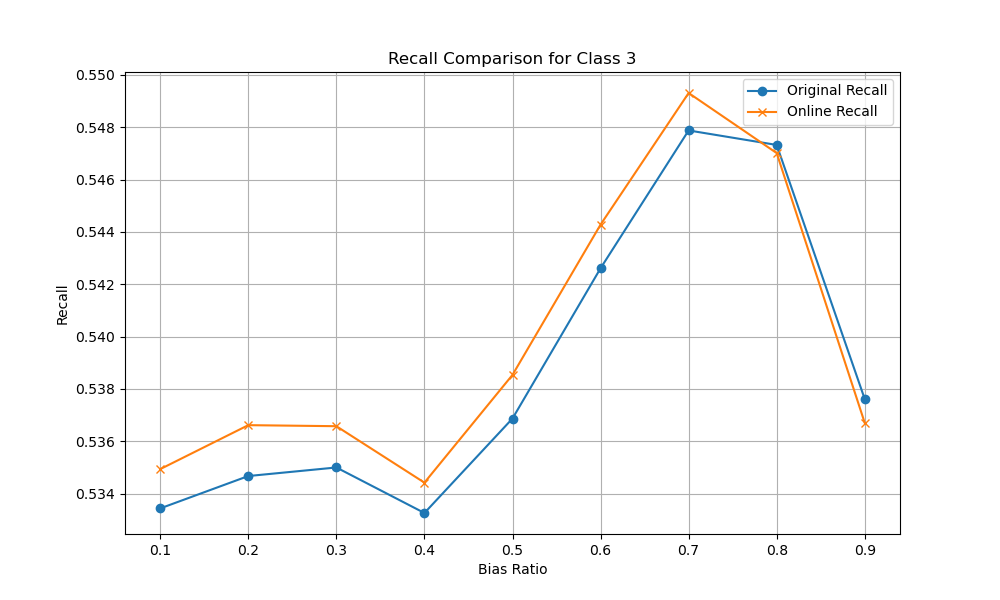 Recall Comparison for Class 3
Original Recall
Online Recall
0.550
0.548
0.546
0.544
0.542
0.540
0.538
0.536
0.534
Recall
0.1 0.2 0.3 0.4 0.5 0.6 0.7 0.8 0.9
Bias Ratio